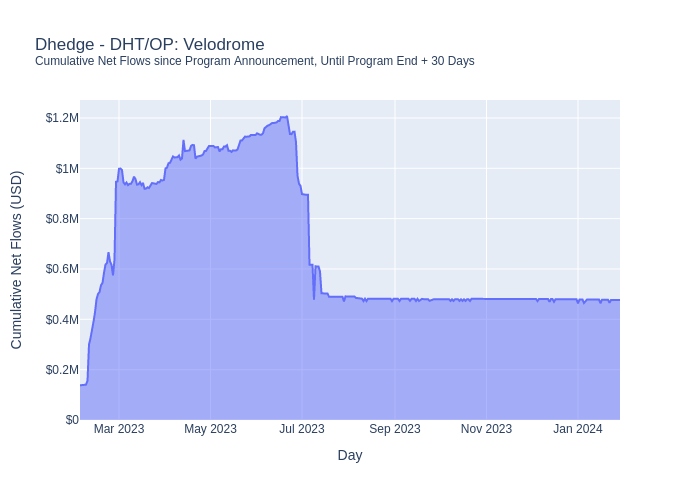 Dhedge - DHT/OP: Velodrome
Cumulative Net Flows since Program Announcement, Until Program End + 30 Days
Cumulative Net Flows (USD)
$1.2M
$1M
$0.8M
$0.6M
$0.4M
$0.2M
$0
Mar 2023 May 2023 Jul 2023 Sep 2023 Nov 2023 Jan 2024
Day